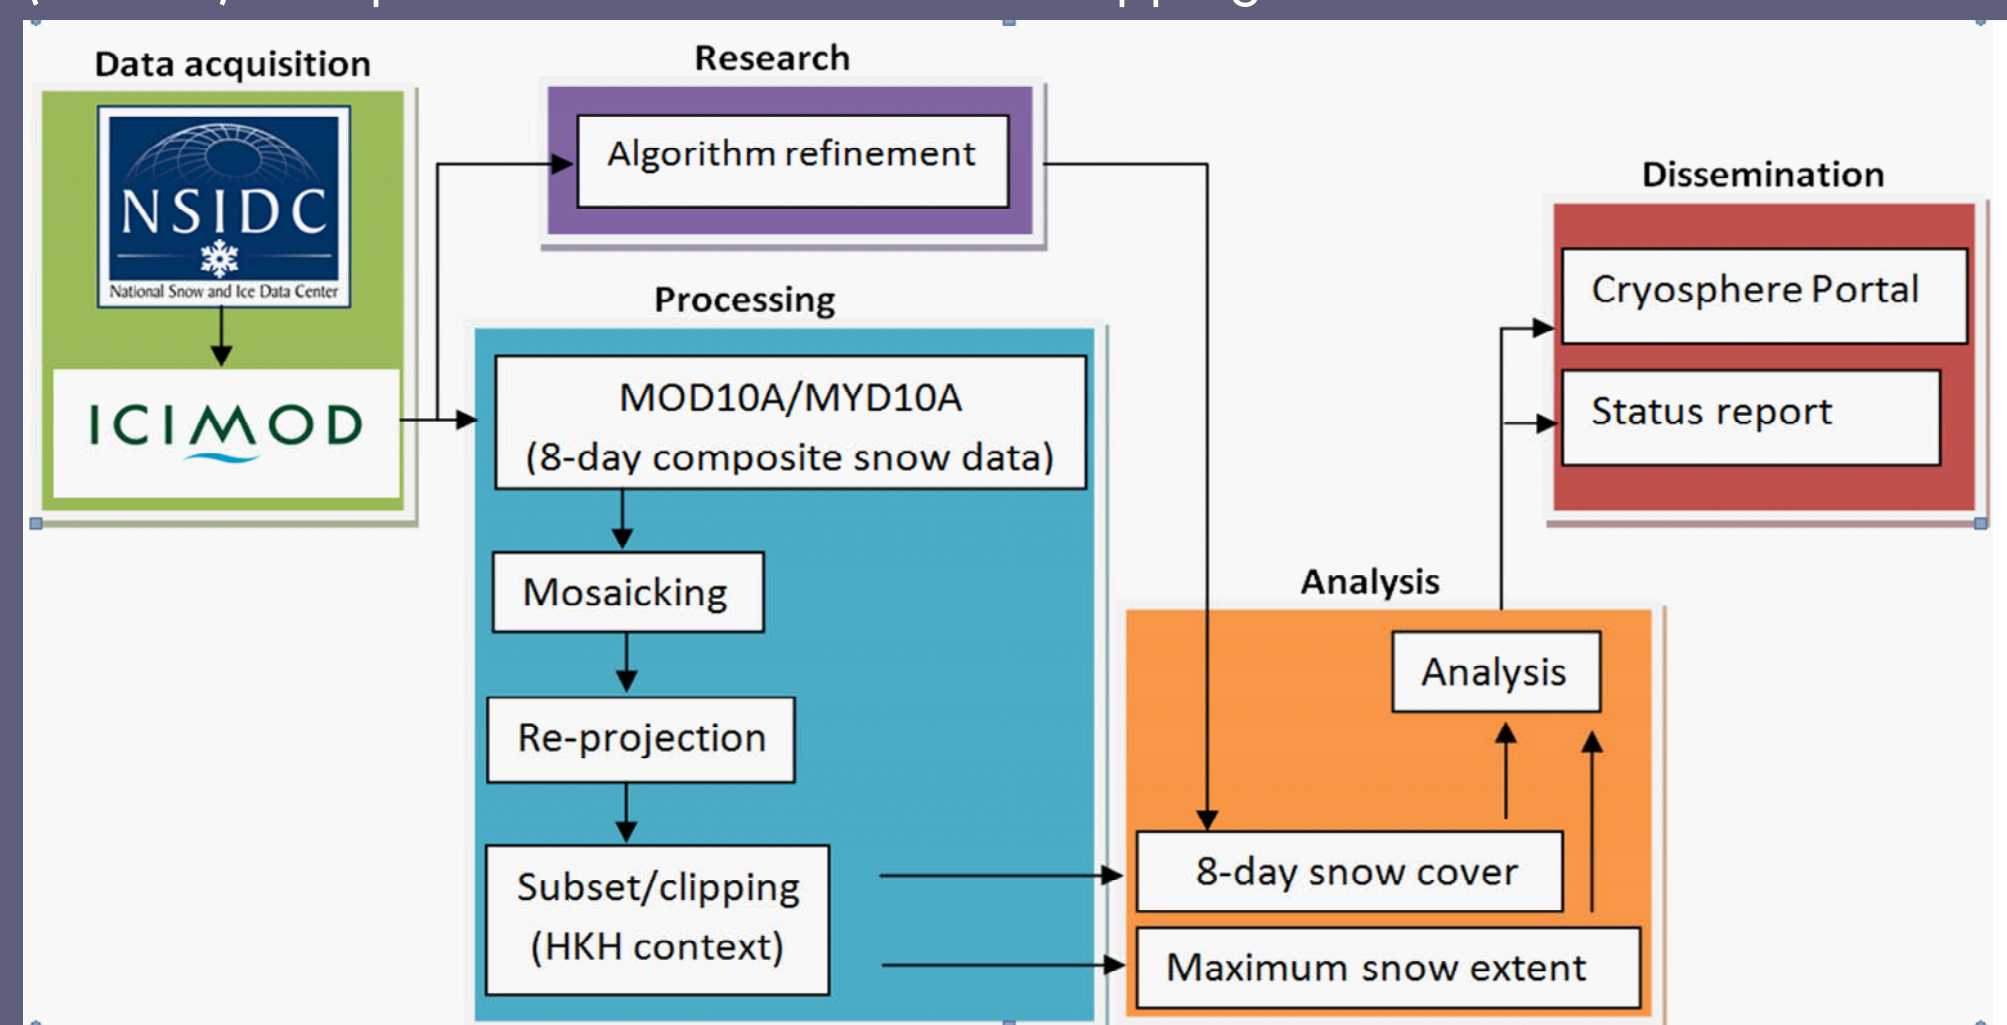 Data acquisition
NSIDC
National Snow and Ice Data Center
ICIMOD
Research
Algorithm refinement
Processing
MOD10A/MYD10A
(8-day composite snow data)
Mosaicking
Re-projection
Subset/clipping
(HKH context)
Analysis
Analysis
8-day snow cover
Maximum snow extent
Dissemination
Cryosphere Portal
Status report